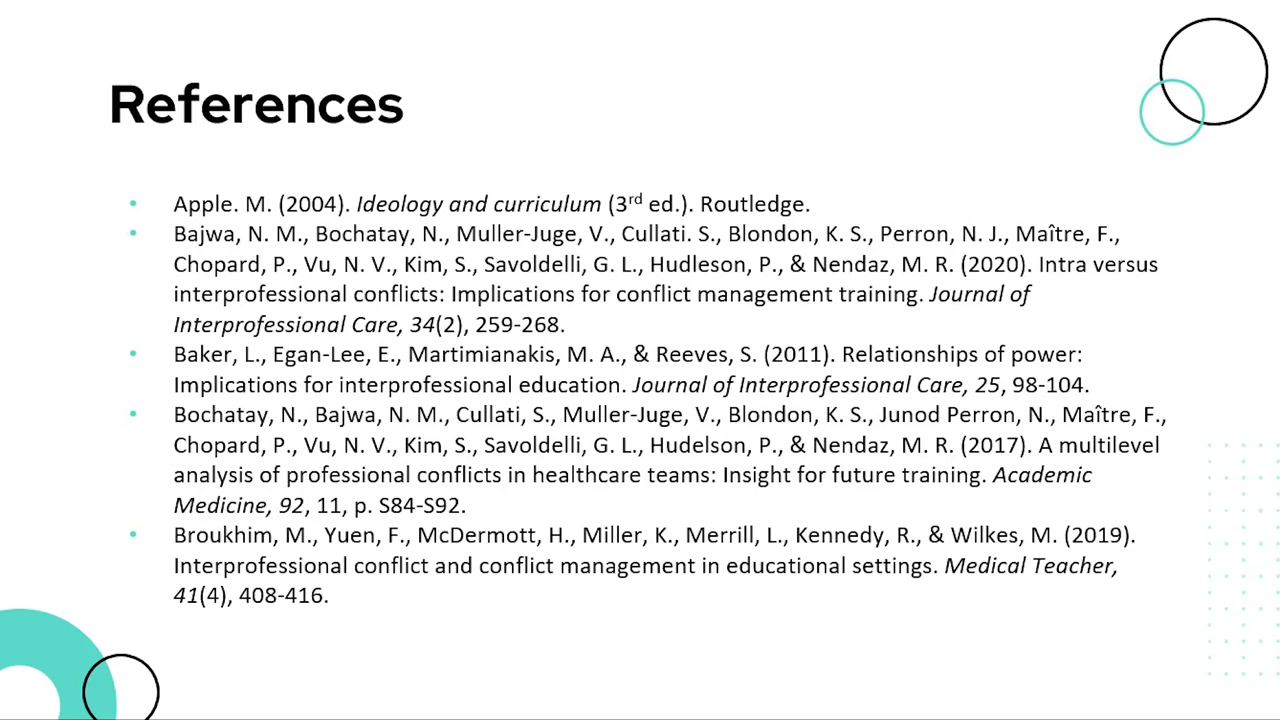 References
• Apple. M. (2004). Ideology and curriculum (3rd ed.). Routledge.
• Bajwa, N. M., Bochatay, N., Muller-Juge, V., Cullati. S., Blondon, K. S., Perron, N. J., Maître, F.,
Chopard, P., Vu, N. V., Kim, S., Savoldelli, G. L., Hudleson, P., & Nendaz, M. R. (2020). Intra versus
interprofessional conflicts: Implications for conflict management training. Journal of
Interprofessional Care, 34(2), 259-268.
• Baker, L., Egan-Lee, E., Martimianakis, M. A., & Reeves, S. (2011). Relationships of power:
Implications for interprofessional education. Journal of Interprofessional Care, 25, 98-104.
• Bochatay, N., Bajwa, N. M., Cullati, S., Muller-Juge, V., Blondon, K. S., Junod Perron, N., Maître, F.,
Chopard, P., Vu, N. V., Kim, S., Savoldelli, G. L., Hudelson, P., & Nendaz, M. R. (2017). A multilevel
analysis of professional conflicts in healthcare teams: Insight for future training. Academic
Medicine, 92, 11, p. S84-S92.
• Broukhim, M., Yuen, F., McDermott, H., Miller, K., Merrill, L., Kennedy, R., & Wilkes, M. (2019).
Interprofessional conflict and conflict management in educational settings. Medical Teacher,
41(4), 408-416.